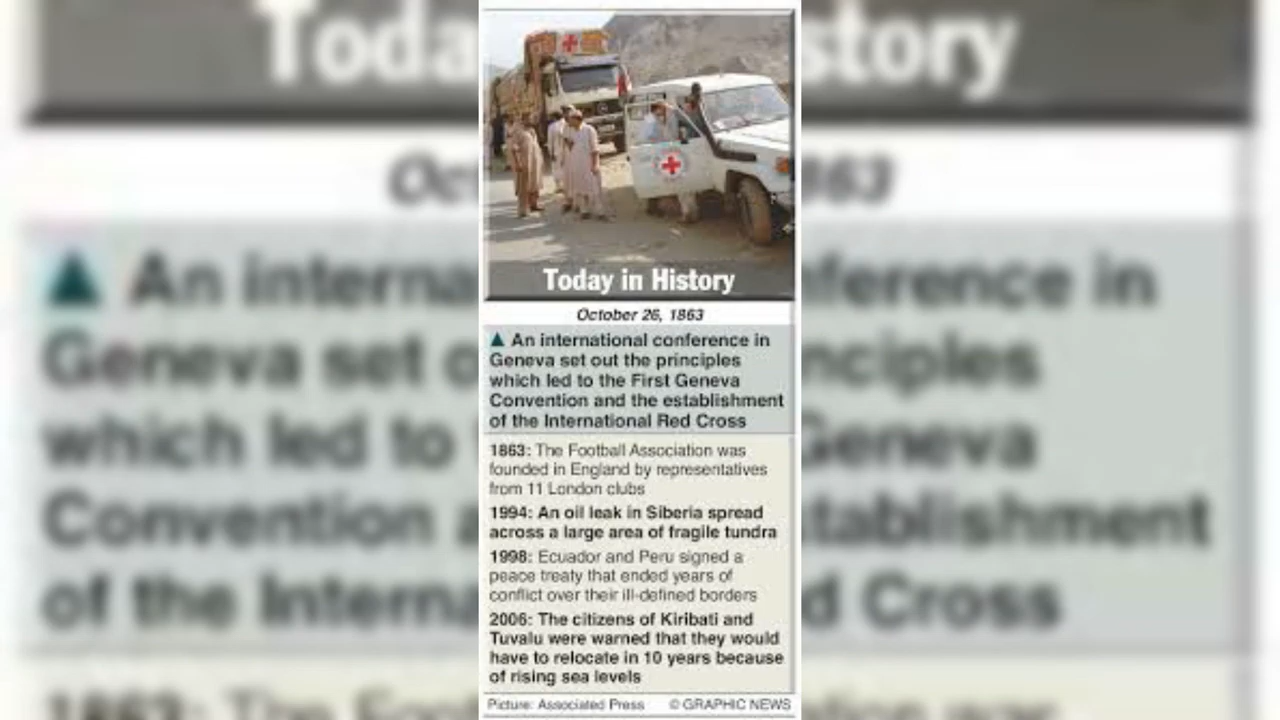 Today in History
October 26, 1863
▲ An international conference in
Geneva set out the principles
which led to the First Geneva
Convention and the establishment
of the International Red Cross
1863: The Football Association was
founded in England by representatives
from 11 London clubs
1994: An oil leak in Siberia spread
across a large area of fragile tundra
1998: Ecuador and Peru signed a
peace treaty that ended years of
conflict over their ill-defined borders
2006: The citizens of Kiribati and
Tuvalu were warned that they would
have to relocate in 10 years because
of rising sea levels
Picture: Associated Press © GRAPHIC NEWS